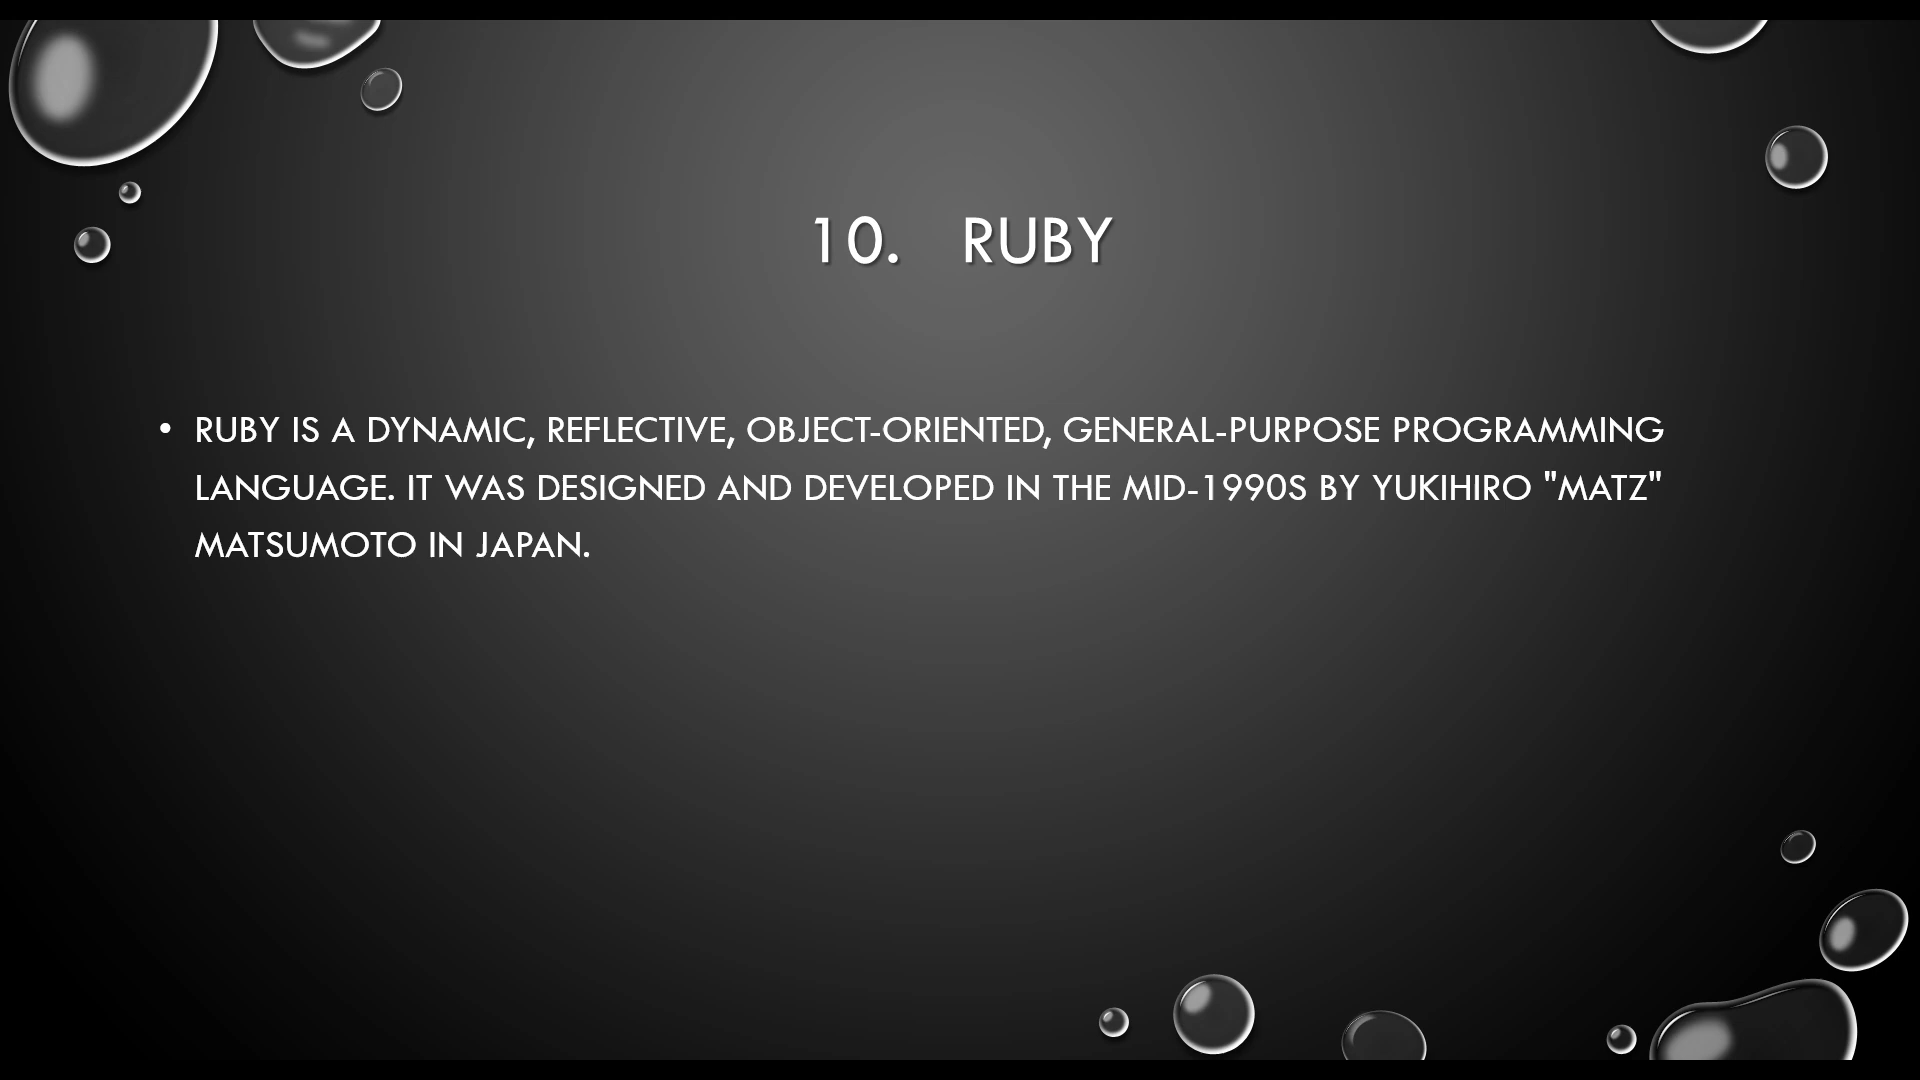 10. RUBY
• RUBY IS A DYNAMIC, REFLECTIVE, OBJECT-ORIENTED, GENERAL-PURPOSE PROGRAMMING
LANGUAGE. IT WAS DESIGNED AND DEVELOPED IN THE MID-1990S BY YUKIHIRO "MATZ"
MATSUMOTO IN JAPAN.